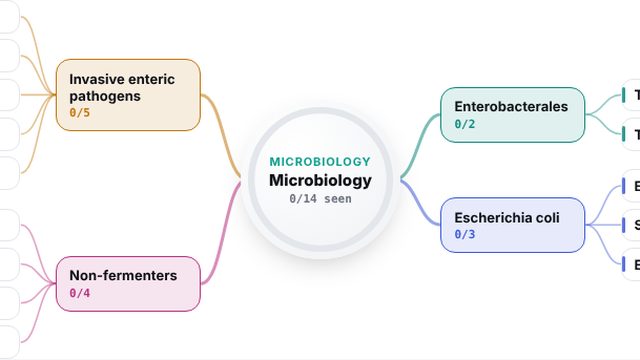 Invasive enteric
pathogens
0/5
Non-fermenters
0/4
MICROBIOLOGY
Microbiology
0/14 seen
Enterobacterales
0/2
Escherichia coli
0/3
T
T
E
S
E